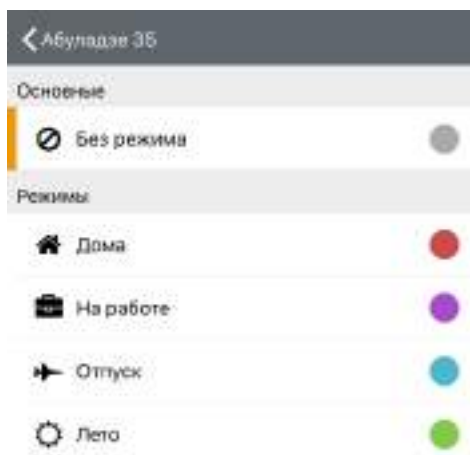 Абуладзе 35
Основные
Без режима
Режимы
Дома
На работе
Отпуск
Лето